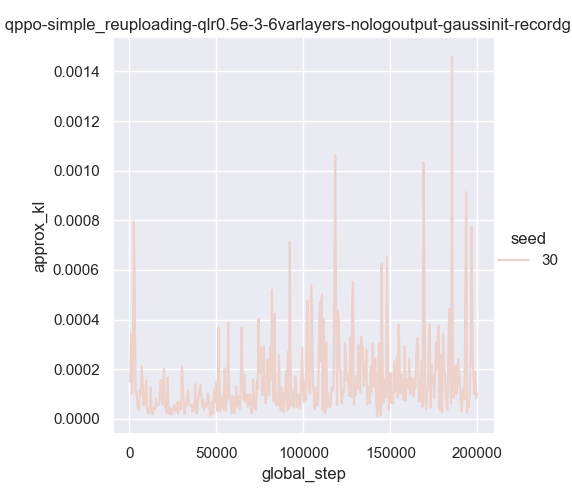 qppo-simple_reuploading-qlr0.5e-3-6varlayers-nologoutput-gaussinit-recordg
0.0014
0.0012
0.0010
0.0008
0.0006
0.0004
0.0002
0.0000
approx_kl
0 50000 100000 150000 200000
global_step
seed
30